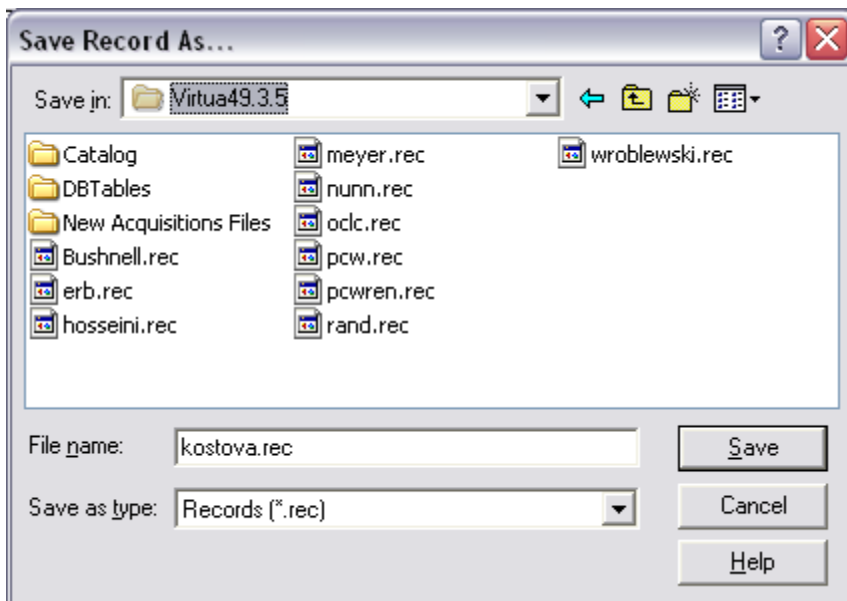 Save Record As...
Save in: Virtua49.3.5
Catalog
DBTables
New Acquisitions Files
Bushnell.rec
erb.rec
hosseini.rec
meyer.rec
nunn.rec
oclc.rec
pcw.rec
pcwren.rec
rand.rec
wroblewski.rec
File name: kostova.rec
Save
Save as type: Records (*.rec)
Cancel
Help